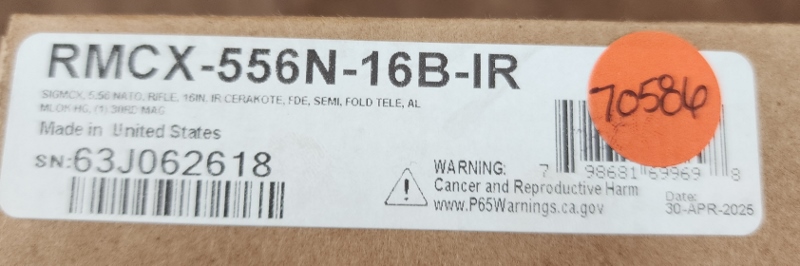 RMCX-556N-16B-IR
SIGMCX, 5.56 NATO, RIFLE, 16IN, IR CERAKOTE, FDE, SEMI, FOLD TELE, AL
MLOK HG, (1) 30RD MAG
Made in United States
SN:63J062618
WARNING:
Cancer and Reproductive Harm
www.P65Warnings.ca.gov
70586
7 98681 69969 8
Date:
30-APR-2025